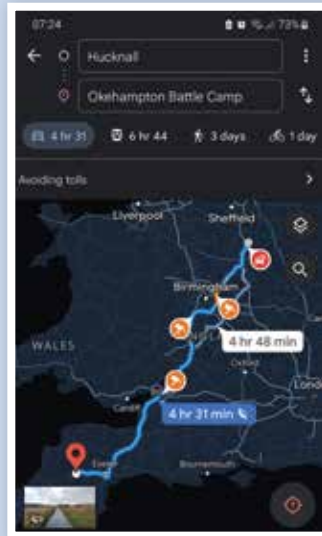 07:24 73%
Hucknall
Okehampton Battle Camp
4 hr 31 6 hr 44 3 days 1 day
Avoiding tolls
Liverpool Sheffield
Birmingham
4 hr 48 min
WALES
Oxford
Cardiff
4 hr 31 min
Exeter Bournemouth